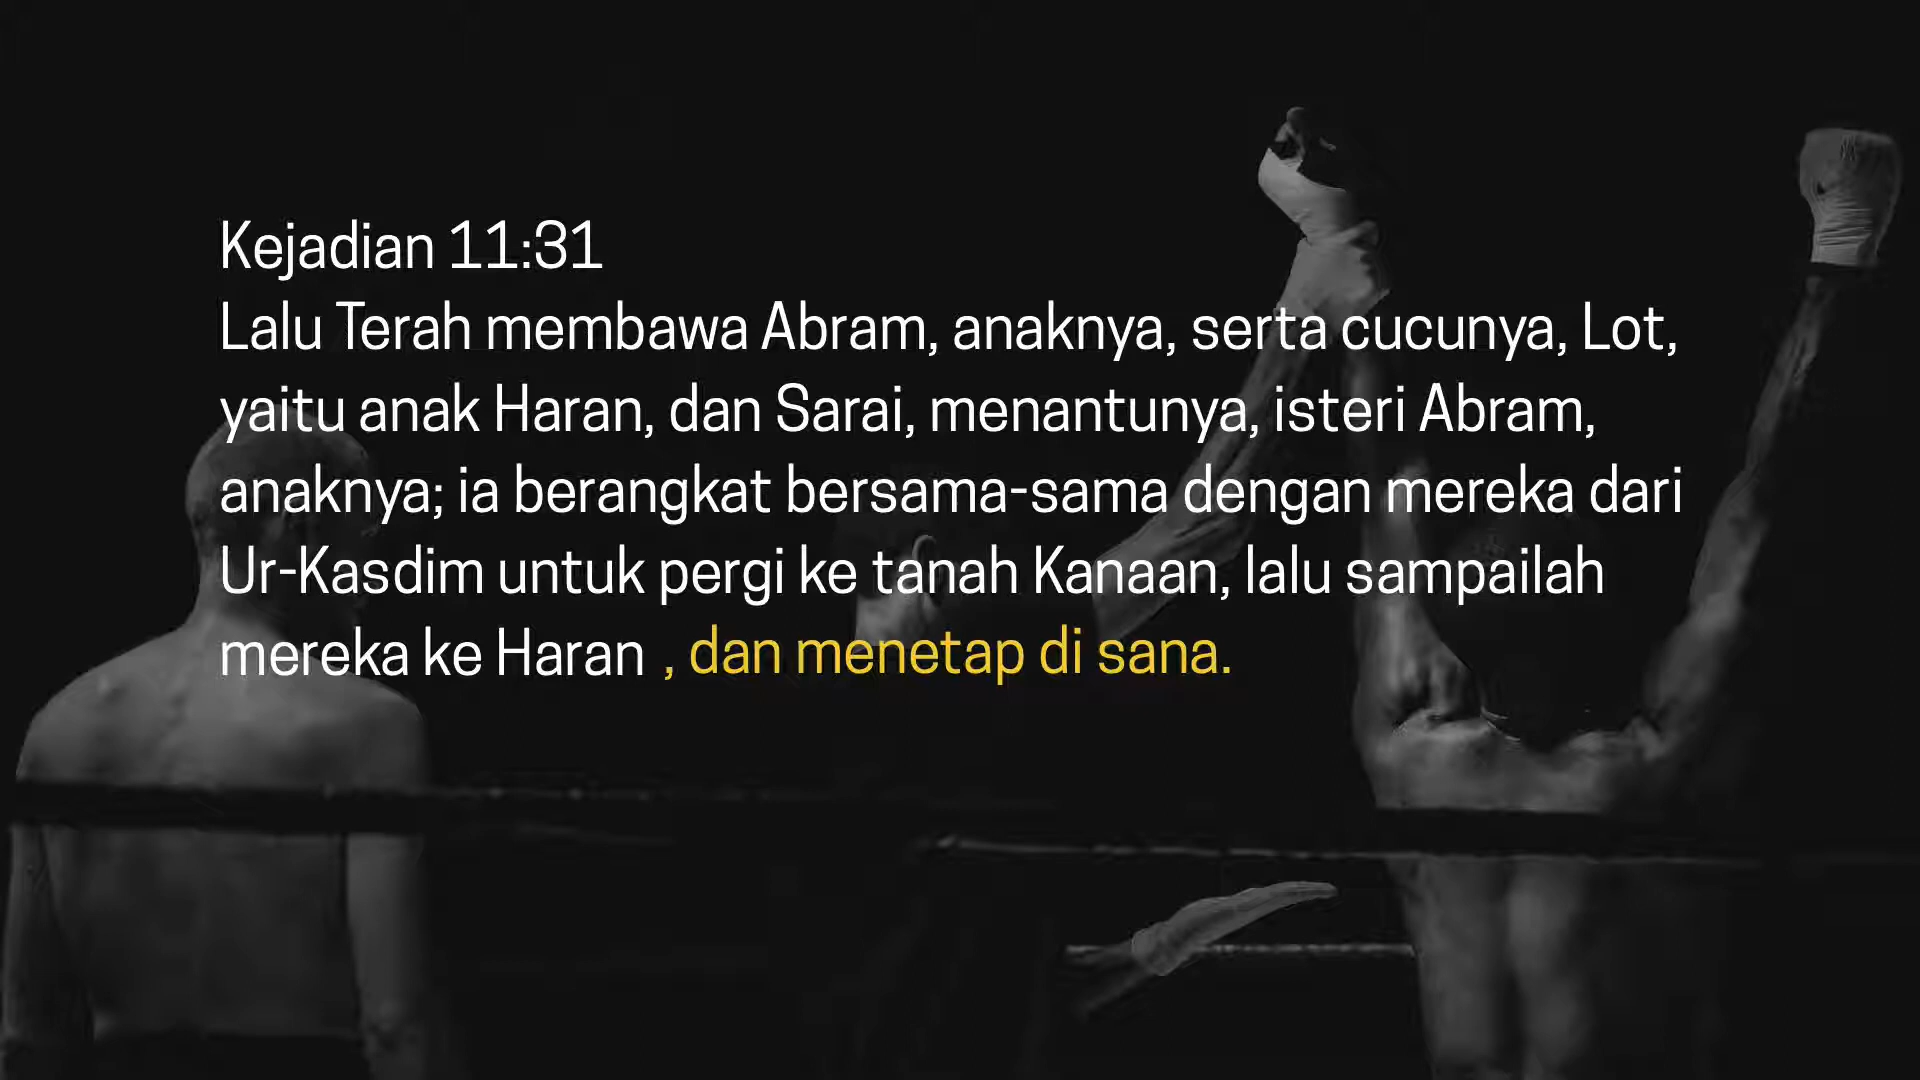 Kejadian 11:31
Lalu Terah membawa Abram, anaknya, serta cucunya, Lot,
yaitu anak Haran, dan Sarai, menantunya, isteri Abram,
anaknya; ia berangkat bersama-sama dengan mereka dari
Ur-Kasdim untuk pergi ke tanah Kanaan, lalu sampailah
mereka ke Haran , dan menetap di sana.